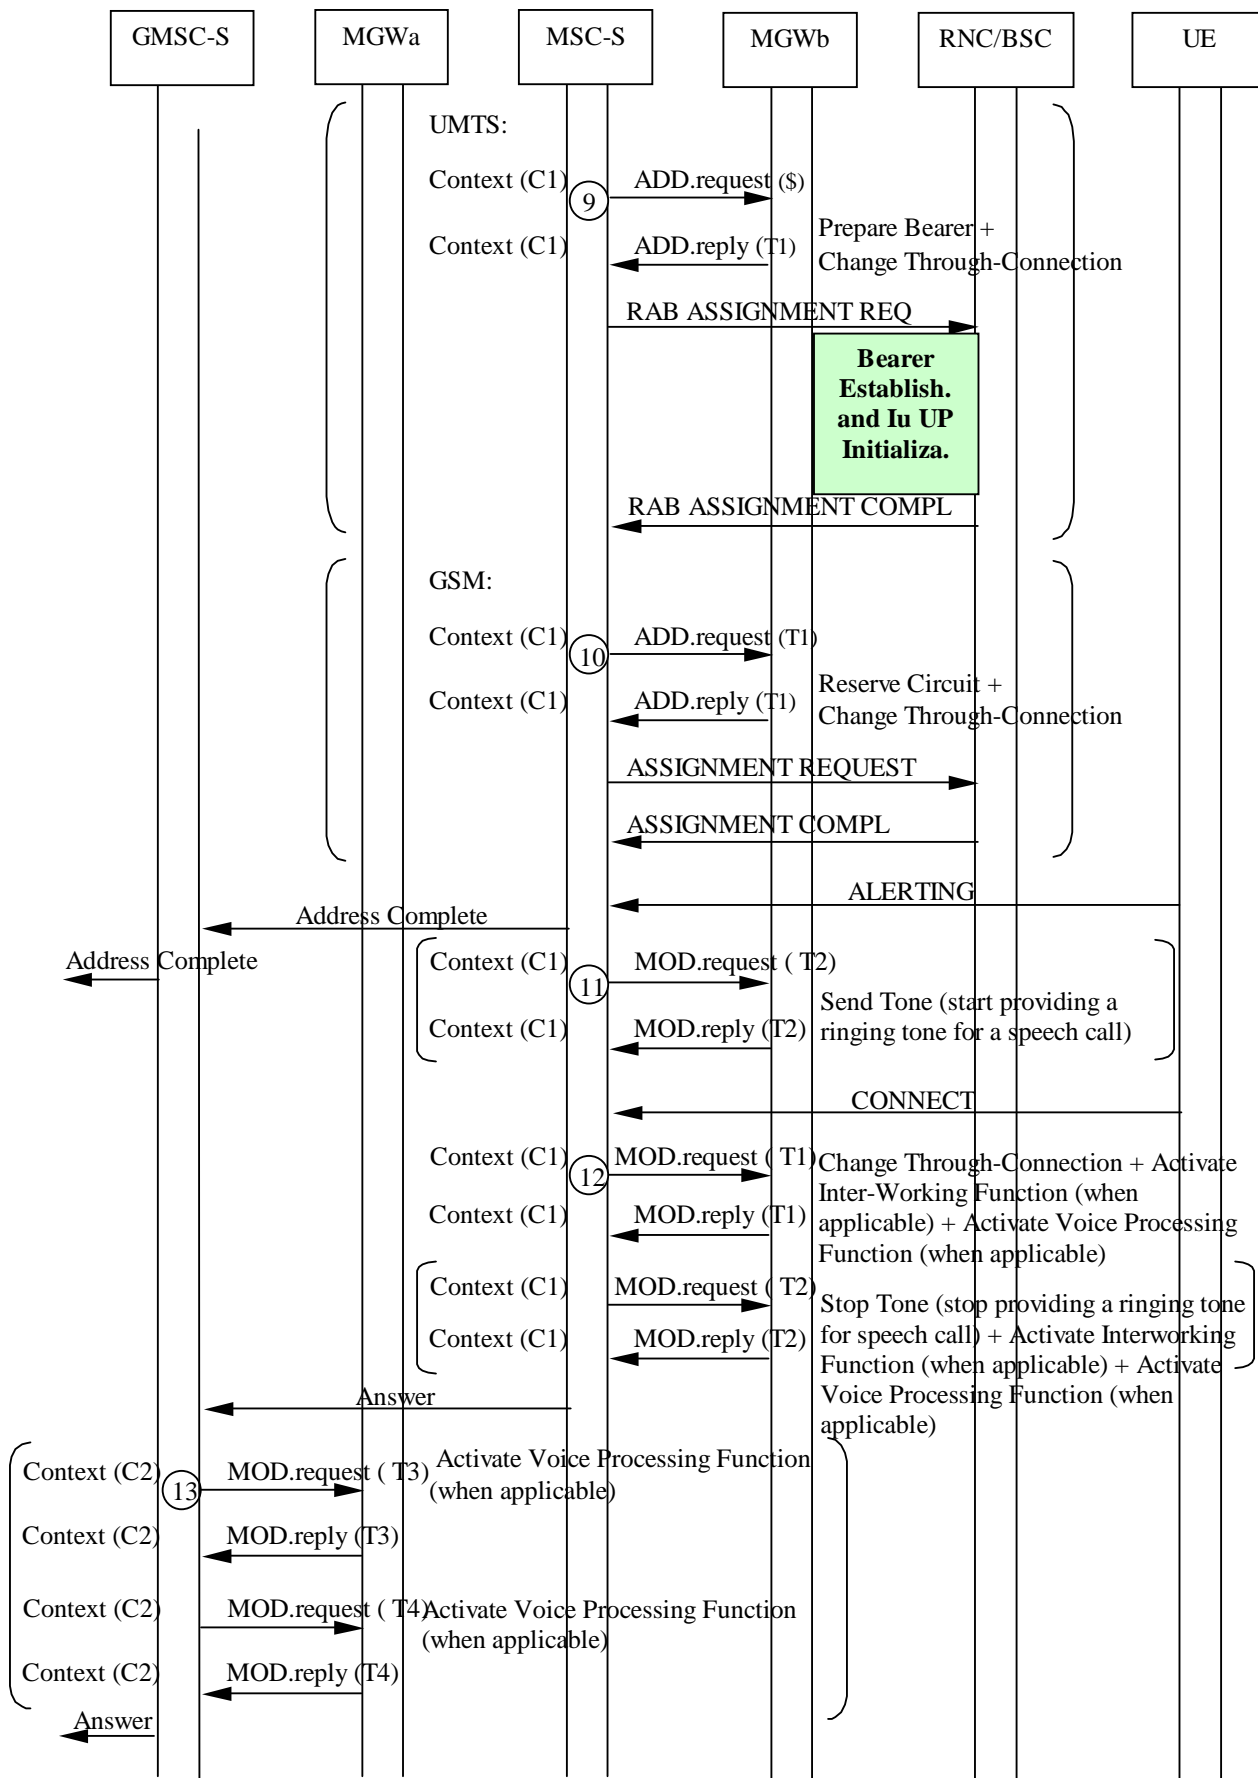 GMSC-S
MGWa
MSC-S
MGWb
RNC/BSC
UE
UMTS:
Context (C1)
9
ADD.request ($)
Context (C1)
ADD.reply (T1)
Prepare Bearer +
Change Through-Connection
RAB ASSIGNMENT REQ
Bearer
Establish.
and Iu UP
Initializa.
RAB ASSIGNMENT COMPL
GSM:
Context (C1)
10
ADD.request (T1)
Context (C1)
ADD.reply (T1)
Reserve Circuit +
Change Through-Connection
ASSIGNMENT REQUEST
ASSIGNMENT COMPL
ALERTING
Address Complete
Address Complete
Context (C1)
11
MOD.request ( T2)
Context (C1)
MOD.reply (T2)
Send Tone (start providing a
ringing tone for a speech call)
CONNECT
Context (C1)
12
MOD.request ( T1)
Context (C1)
MOD.reply (T1)
Change Through-Connection + Activate
Inter-Working Function (when
applicable) + Activate Voice Processing
Function (when applicable)
Context (C1)
MOD.request ( T2)
Context (C1)
MOD.reply (T2)
Stop Tone (stop providing a ringing tone
for speech call) + Activate Interworking
Function (when applicable) + Activate
Voice Processing Function (when
applicable)
Answer
Context (C2)
13
MOD.request ( T3)
Activate Voice Processing Function
(when applicable)
Context (C2)
MOD.reply (T3)
Context (C2)
MOD.request ( T4)
Activate Voice Processing Function
(when applicable)
Context (C2)
MOD.reply (T4)
Answer